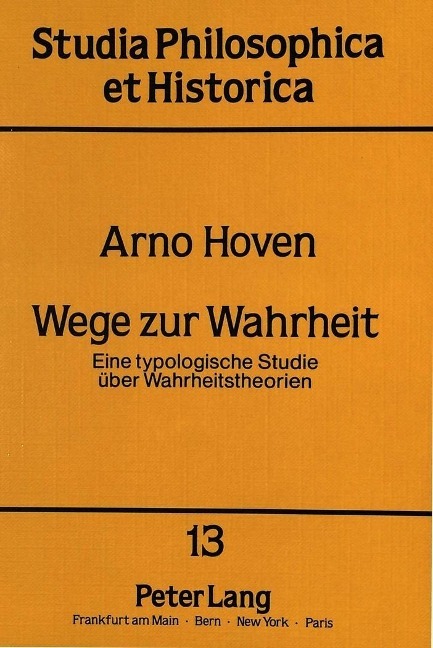 Studia Philosophica
et Historica
Arno Hoven
Wege zur Wahrheit
Eine typologische Studie
über Wahrheitstheorien
13
Peter Lang
Frankfurt am Main · Bern · New York · Paris